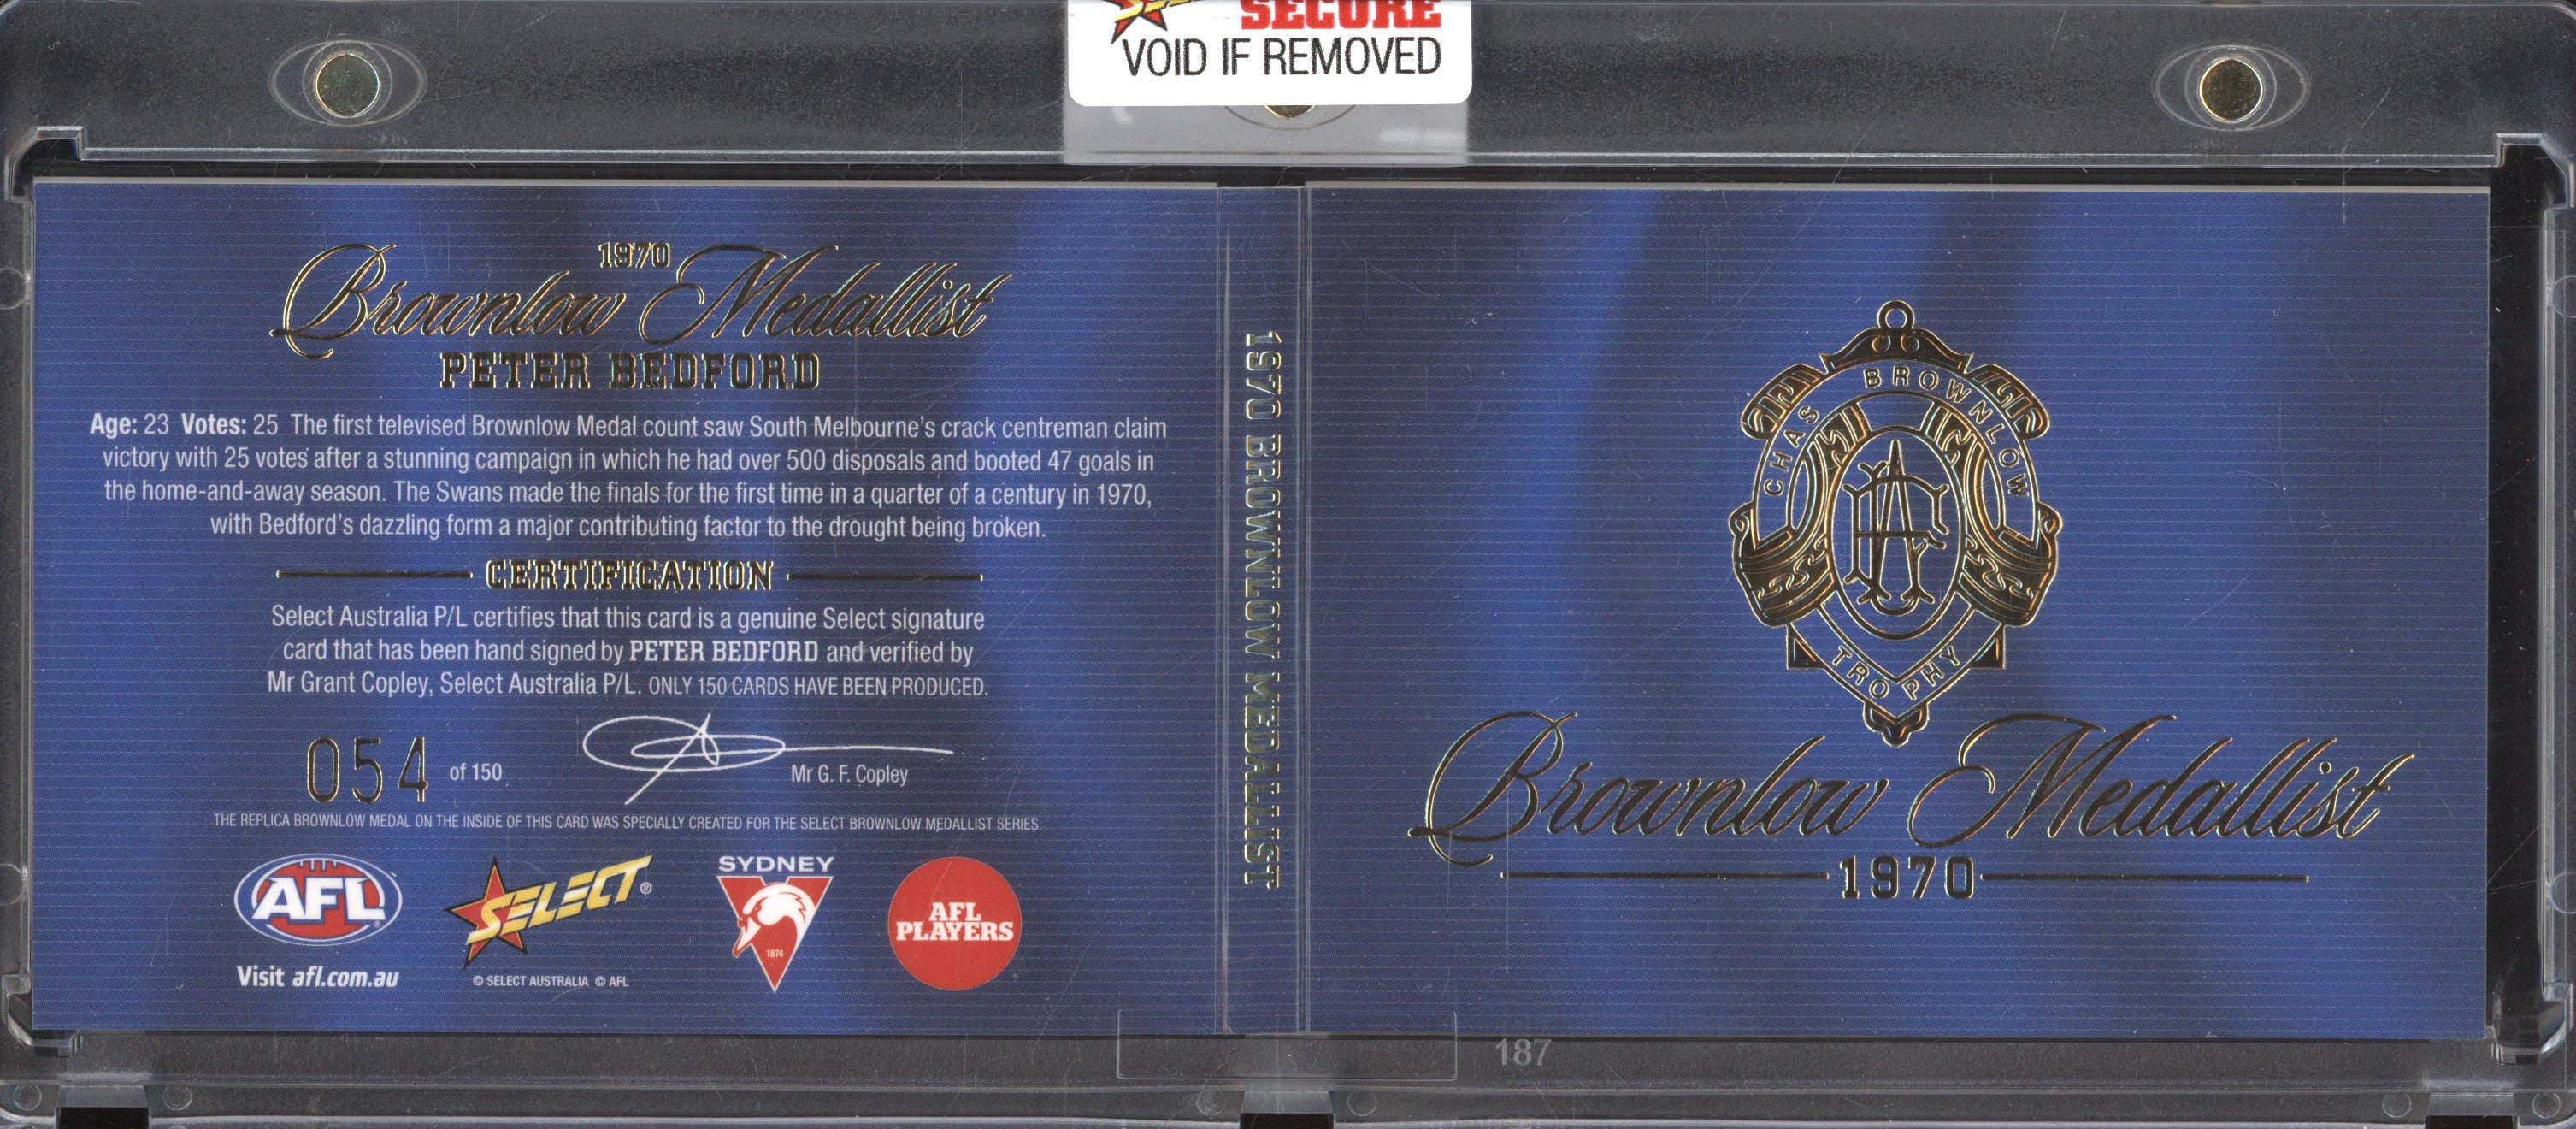 SELECT
SECURE
VOID IF REMOVED
1970
Brownlow Medallist
PETER BEDFORD
Age: 23 Votes: 25 The first televised Brownlow Medal count saw South Melbourne's crack centreman claim
victory with 25 votes after a stunning campaign in which he had over 500 disposals and booted 47 goals in
the home-and-away season. The Swans made the finals for the first time in a quarter of a century in 1970,
with Bedford's dazzling form a major contributing factor to the drought being broken.
CERTIFICATION
Select Australia P/L certifies that this card is a genuine Select signature
card that has been hand signed by PETER BEDFORD and verified by
Mr Grant Copley, Select Australia P/L. ONLY 150 CARDS HAVE BEEN PRODUCED.
054 of 150
Mr G. F. Copley
THE REPLICA BROWNLOW MEDAL ON THE INSIDE OF THIS CARD WAS SPECIALLY CREATED FOR THE SELECT BROWNLOW MEDALLIST SERIES.
AFL®
Visit afl.com.au
SELECT®
© SELECT AUSTRALIA © AFL
SYDNEY
1874
AFL
PLAYERS
1970 BROWNLOW MEDALLIST
CHAS BROWNLOW
TROPHY
Brownlow Medallist
1970
187